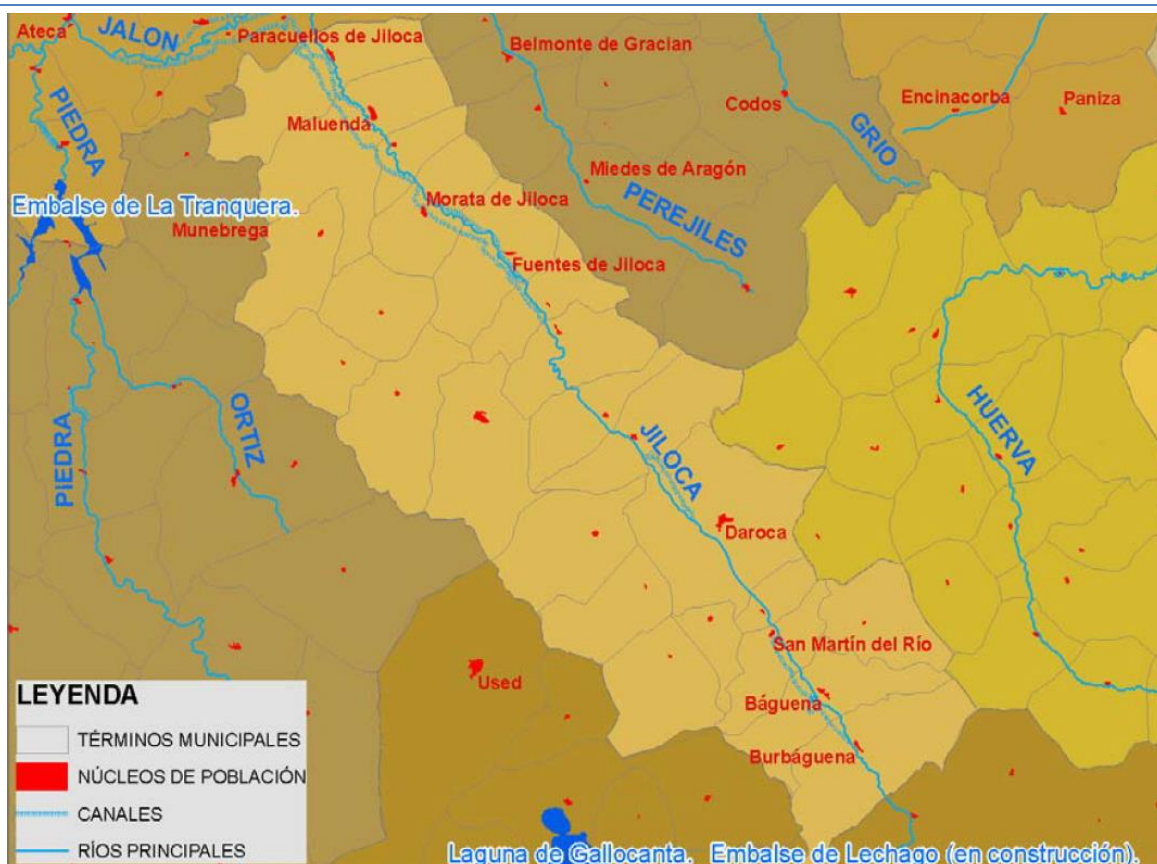 Ateca
JALON
Paracuellos de Jiloca
Belmonte de Gracian
PIEDRA
Maluenda
Codos
Encinacorba
Paniza
GRIO
Miedes de Aragón
Embalse de La Tranquera.
Morata de Jiloca
PEREJILES
Munebrega
Fuentes de Jiloca
ORTIZ
PIEDRA
JILOCA
HUERVA
Daroca
San Martín del Río
Used
Báguena
Burbáguena
LEYENDA
TÉRMINOS MUNICIPALES
NÚCLEOS DE POBLACIÓN
CANALES
RÍOS PRINCIPALES
Laguna de Gallocanta. Embalse de Lechago (en construcción).